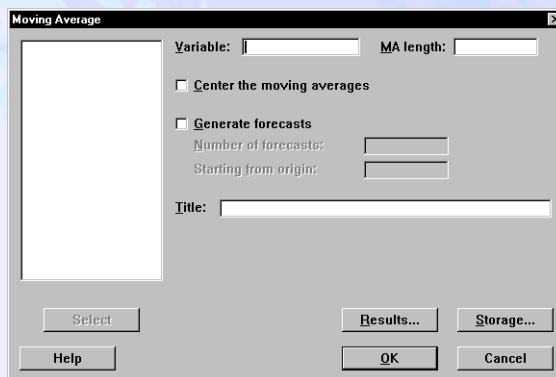 Moving Average
Variable: MA length:
Center the moving averages
Generate forecasts
Number of forecasts:
Starting from origin:
Title:
Select Results... Storage...
Help OK Cancel